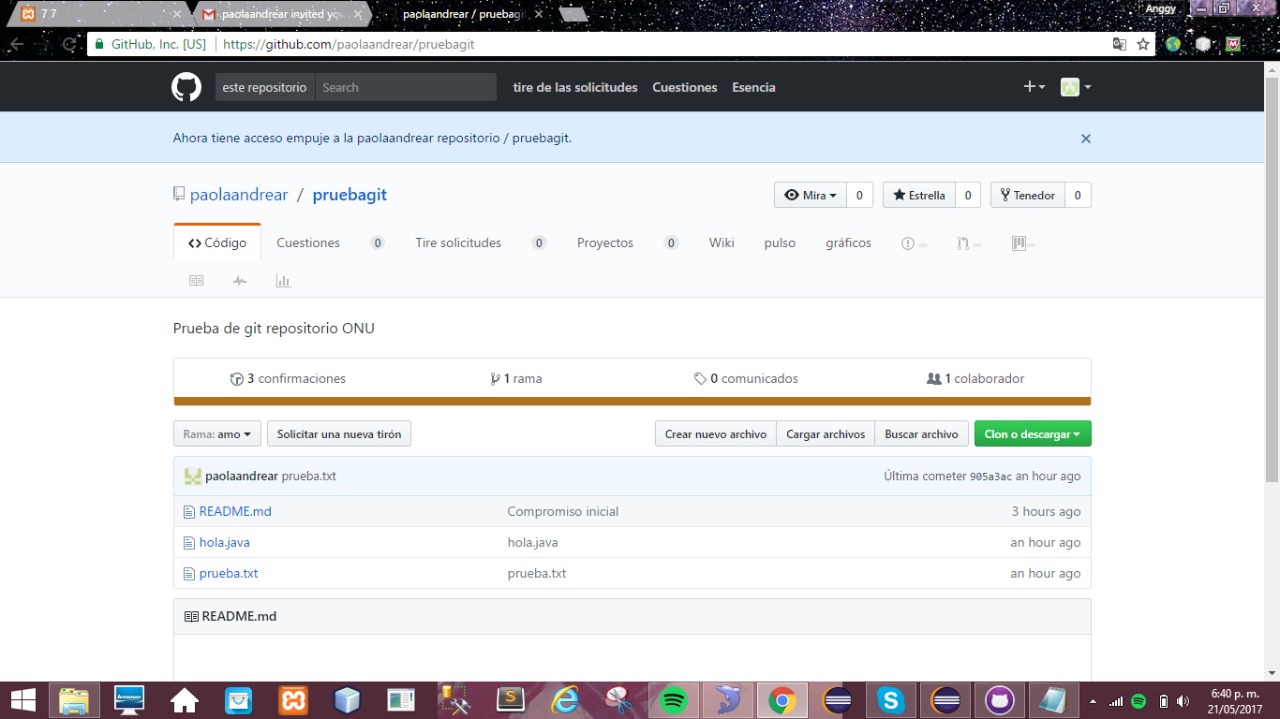 7 7
paolaandrear invited you
paolaandrear / pruebagit
Anggy
GitHub, Inc. [US] | https://github.com/paolaandrear/pruebagit
este repositorio Search tire de las solicitudes Cuestiones Esencia
Ahora tiene acceso empuje a la paolaandrear repositorio / pruebagit.
paolaandrear / pruebagit Mira 0 Estrella 0 Tenedor 0
Código Cuestiones 0 Tire solicitudes 0 Proyectos 0 Wiki pulso gráficos
Prueba de git repositorio ONU
3 confirmaciones 1 rama 0 comunicados 1 colaborador
Rama: amo Solicitar una nueva tirón Crear nuevo archivo Cargar archivos Buscar archivo Clon o descargar
paolaandrear prueba.txt Última cometer 905a3ac an hour ago
README.md Compromiso inicial 3 hours ago
hola.java hola.java an hour ago
prueba.txt prueba.txt an hour ago
README.md
6:40 p. m.
21/05/2017